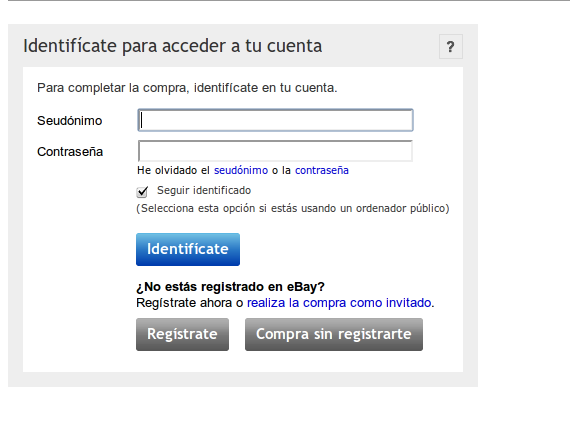 Identifícate para acceder a tu cuenta ?
Para completar la compra, identifícate en tu cuenta.
Seudónimo
Contraseña
He olvidado el seudónimo o la contraseña
Seguir identificado
(Selecciona esta opción si estás usando un ordenador público)
Identifícate
¿No estás registrado en eBay?
Regístrate ahora o realiza la compra como invitado.
Regístrate Compra sin registrarte